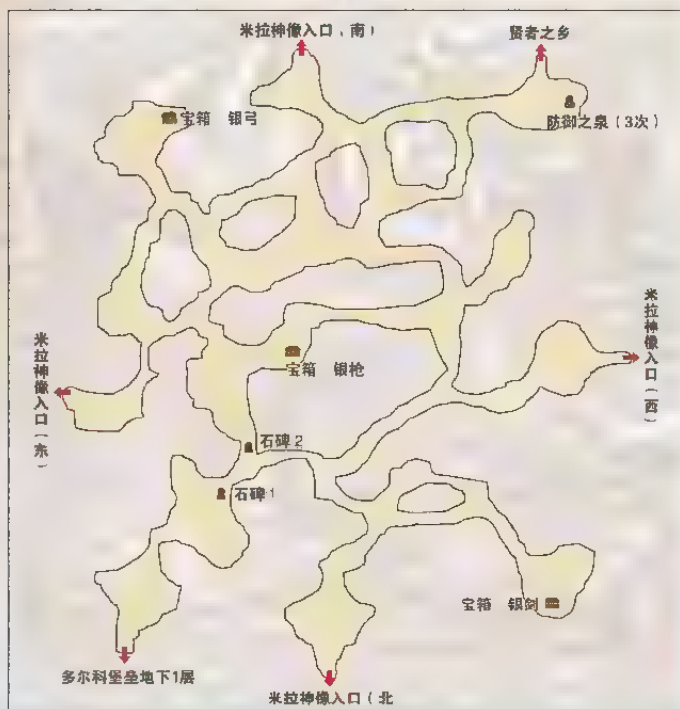 米拉神像入口（南）
贤者之乡
宝箱　银弓
防御之泉（3次）
米拉神像入口（东）
宝箱　银枪
米拉神像入口（西）
石碑 2
石碑 1
宝箱　银剑
多尔科堡垒地下1层
米拉神像入口（北